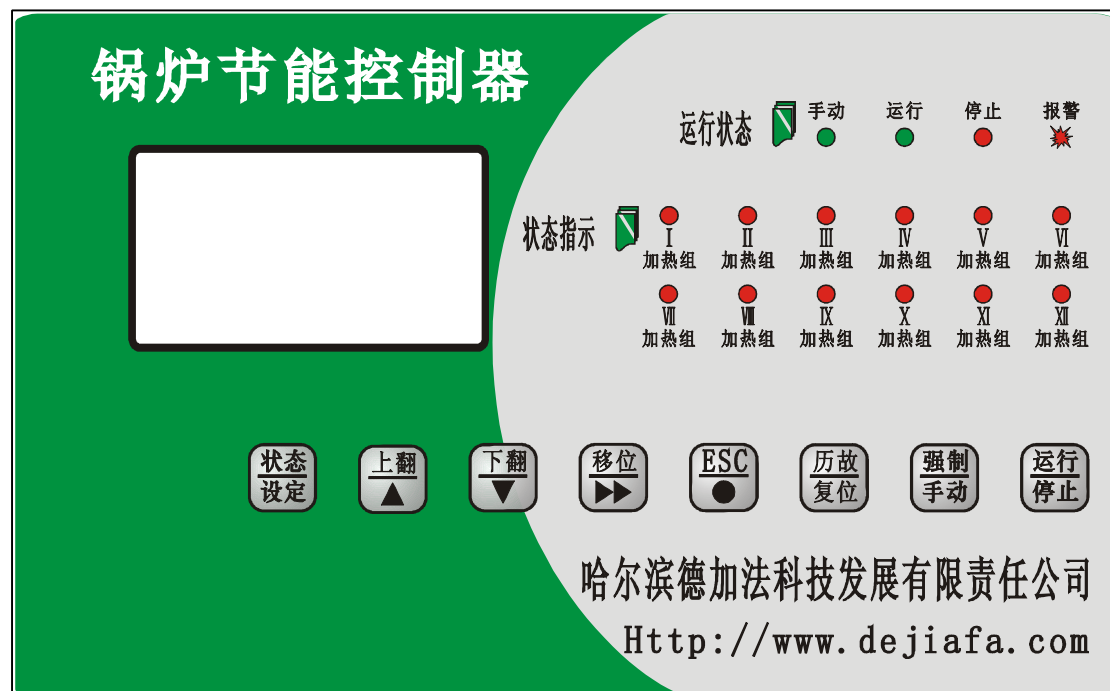 锅炉节能控制器
运行状态 手动 运行 停止 报警
状态指示 Ⅰ Ⅱ Ⅲ Ⅳ Ⅴ Ⅵ
加热组 加热组 加热组 加热组 加热组 加热组
Ⅶ Ⅷ Ⅸ Ⅹ Ⅺ Ⅻ
加热组 加热组 加热组 加热组 加热组 加热组
状态 上翻 下翻 移位 ESC 历故 强制 运行
设定 复位 手动 停止
哈尔滨德加法科技发展有限责任公司
Http://www.dejiafa.com